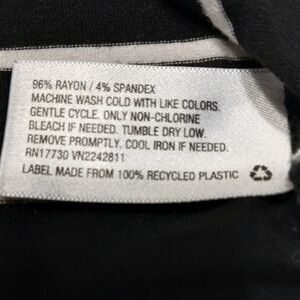 96% RAYON / 4% SPANDEX
MACHINE WASH COLD WITH LIKE COLORS.
GENTLE CYCLE. ONLY NON-CHLORINE
BLEACH IF NEEDED. TUMBLE DRY LOW.
REMOVE PROMPTLY. COOL IRON IF NEEDED.
RN17730 VN2242811
LABEL MADE FROM 100% RECYCLED PLASTIC